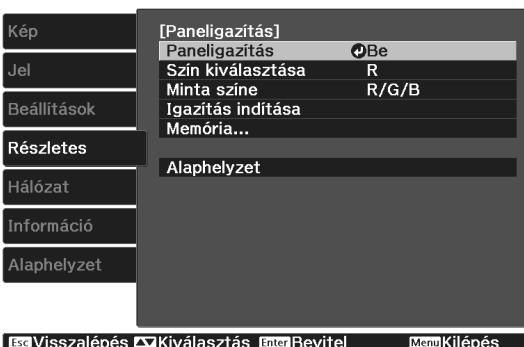 Kép
Jel
Beállítások
Részletes
Hálózat
Információ
Alaphelyzet
[Paneligazítás]
Paneligazítás Be
Szín kiválasztása R
Minta színe R/G/B
Igazítás indítása
Memória...
Alaphelyzet
Esc Visszalépés Kiválasztás Enter Bevitel Menu Kilépés